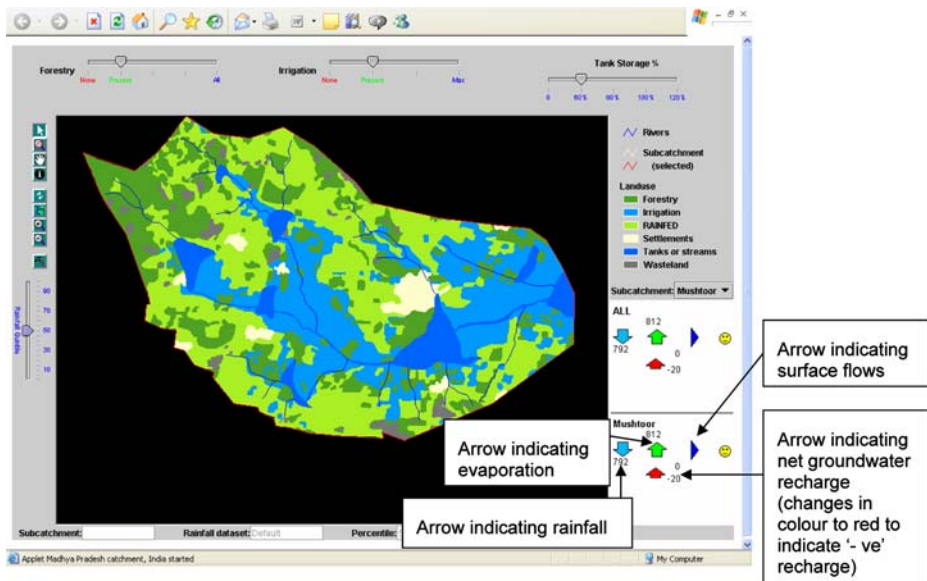 Forestry
None
Present
All
Irrigation
None
Present
Max
Tank Storage %
0
60%
80%
100%
120%
Rivers
Subcatchment
(selected)
Landuse
Forestry
Irrigation
RAINFED
Settlements
Tanks or streams
Wasteland
90
70
50
30
10
Rainfall Quintile
Subcatchment: Mushtoor
ALL
812
792
0
-20
Mushtoor
812
792
0
-20
Arrow indicating
surface flows
Arrow indicating
evaporation
Arrow indicating rainfall
Arrow indicating
net groundwater
recharge
(changes in
colour to red to
indicate '- ve'
recharge)
Subcatchment:
Rainfall dataset: Default
Percentile:
Applet Madhya Pradesh catchment, India started
My Computer